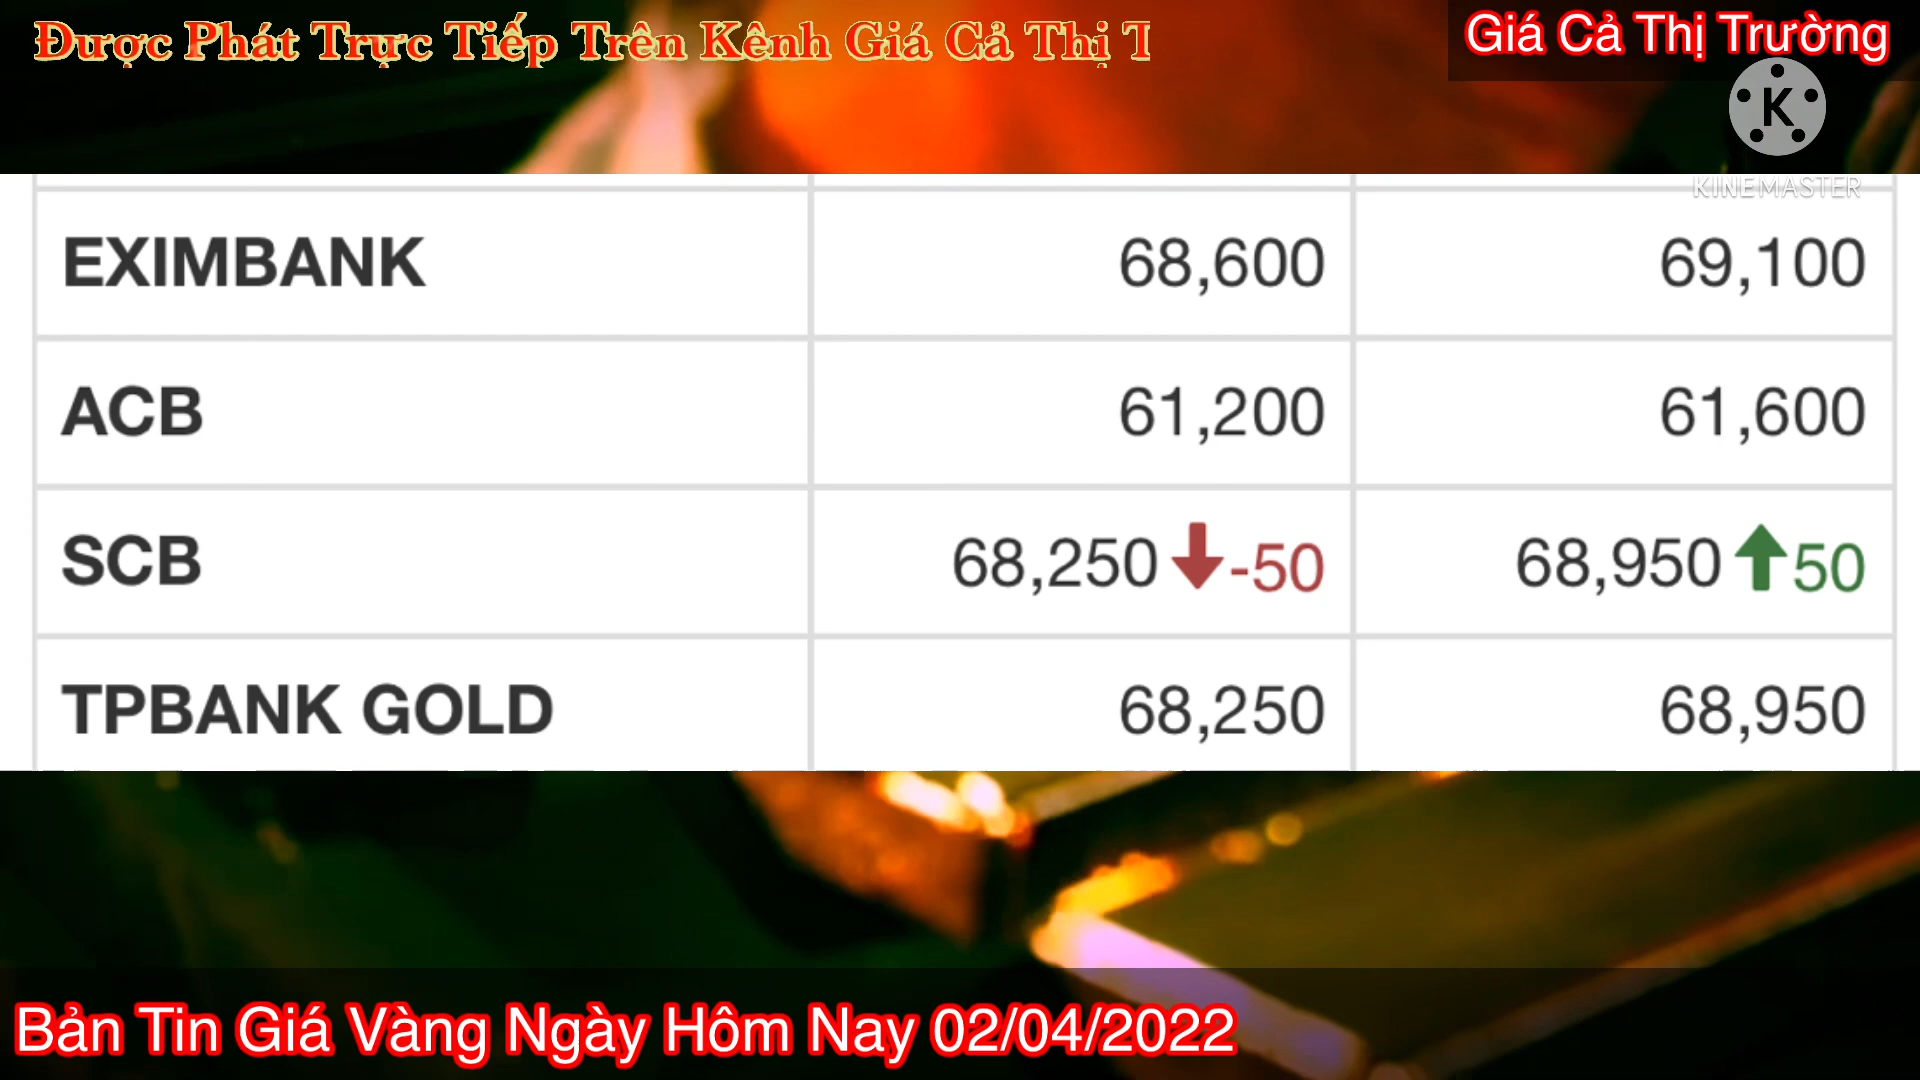 Được Phát Trực Tiếp Trên Kênh Giá Cả Thị T
Giá Cả Thị Trường
K
KINEMASTER
EXIMBANK 68,600 69,100
ACB 61,200 61,600
SCB 68,250 -50 68,950 50
TPBANK GOLD 68,250 68,950
Bản Tin Giá Vàng Ngày Hôm Nay 02/04/2022